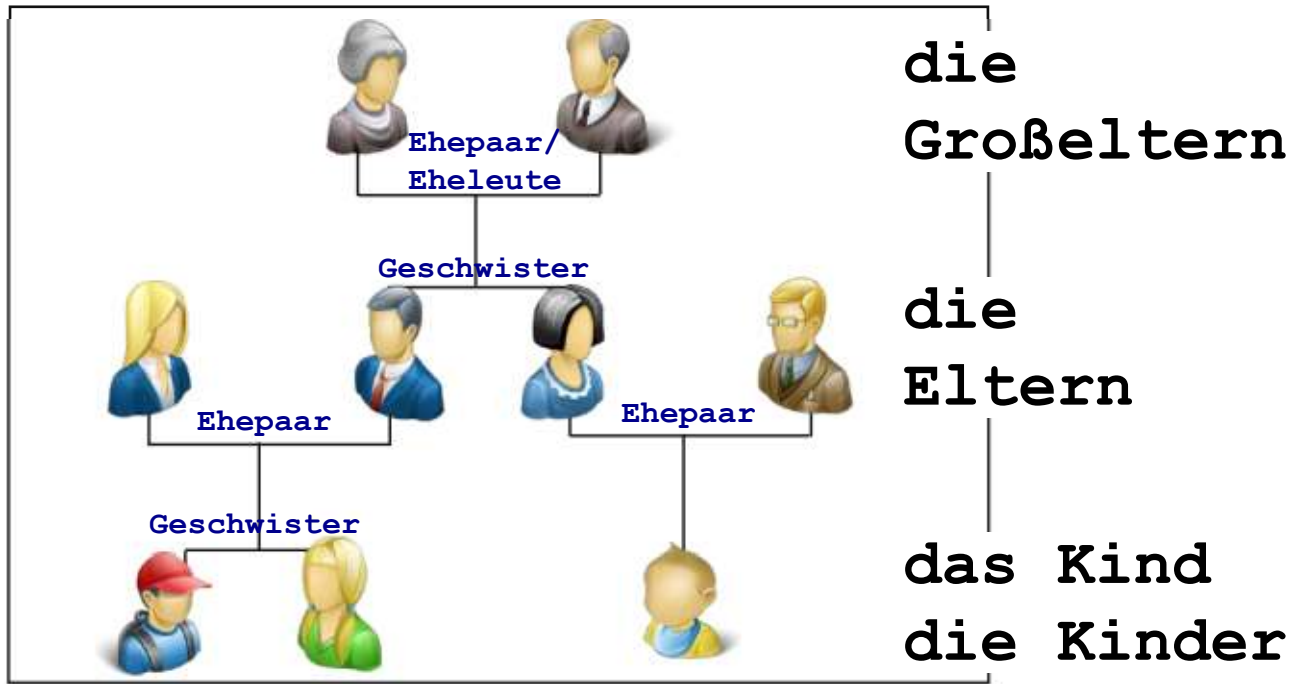 die
Großeltern
Ehepaar/
Eheleute
Geschwister
die
Eltern
Ehepaar
Ehepaar
Geschwister
das Kind
die Kinder